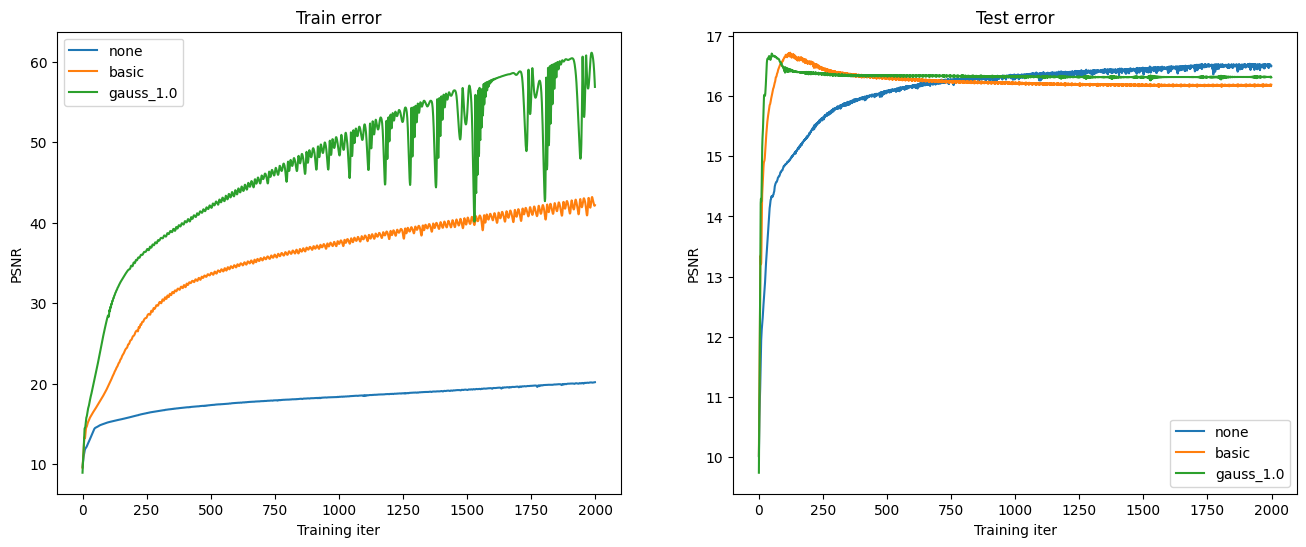 Train error
none
basic
gauss_1.0
60
50
40
30
20
10
PSNR
0
250
500
750
1000
1250
1500
1750
2000
Training iter
Test error
17
16
15
14
13
12
11
10
PSNR
none
basic
gauss_1.0
0
250
500
750
1000
1250
1500
1750
2000
Training iter